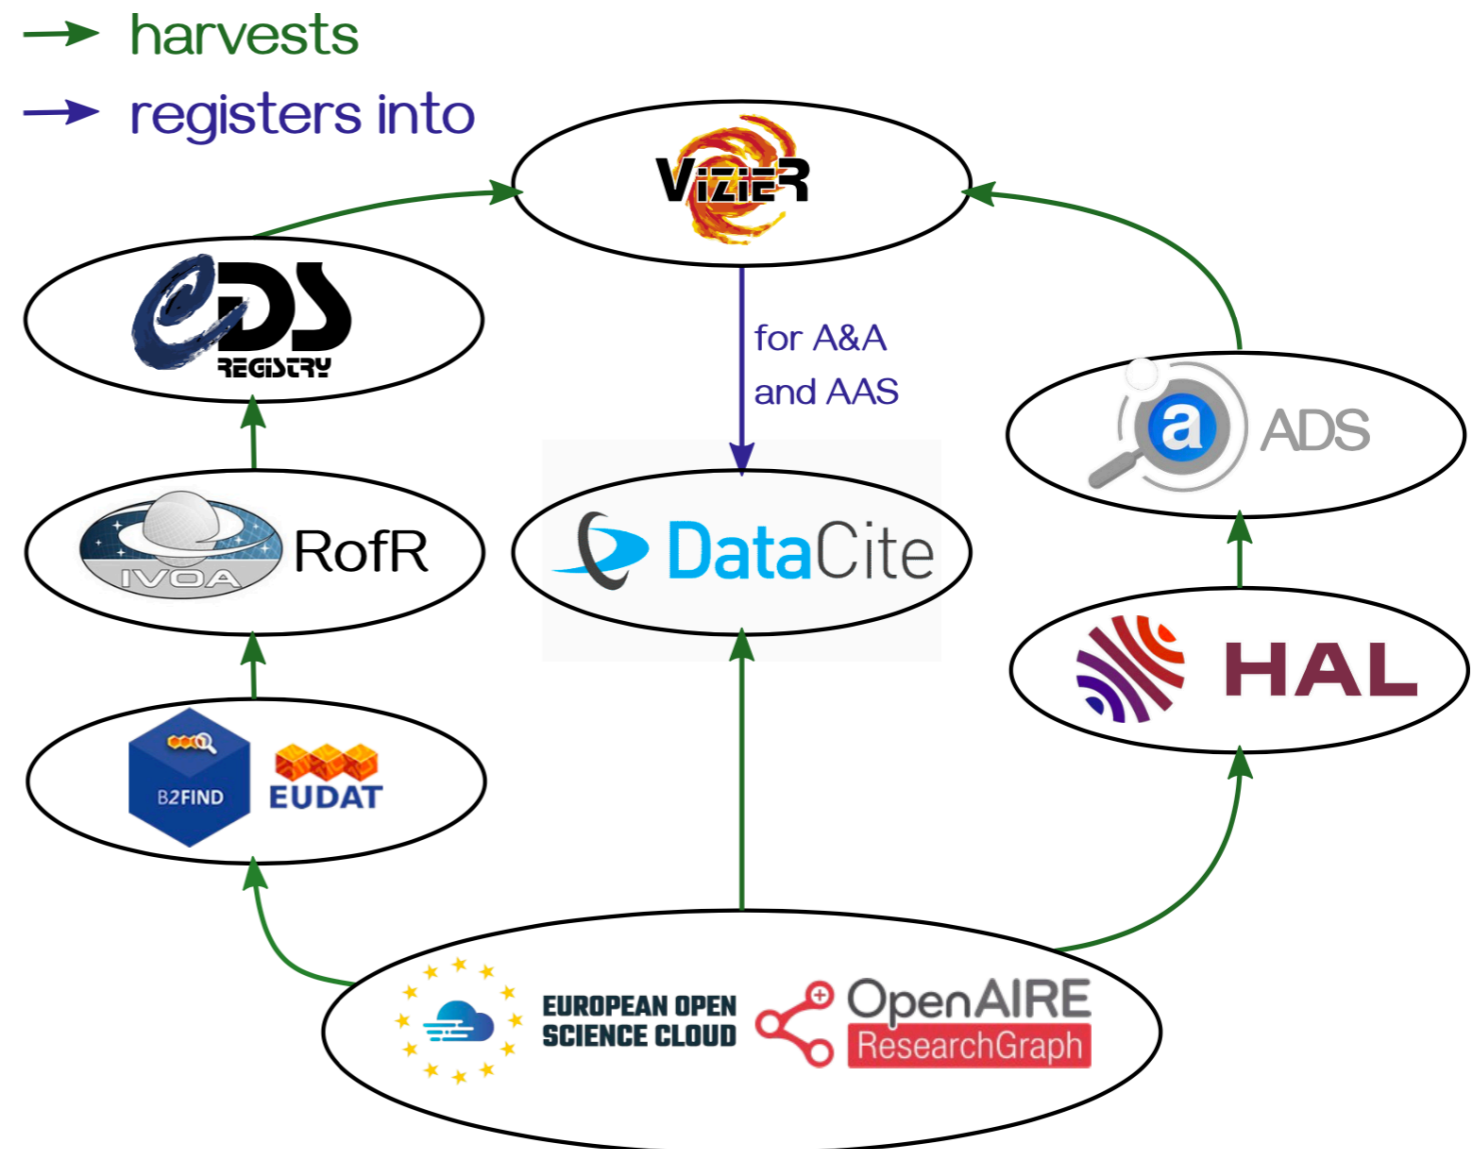 harvests
registers into
VizieR
CDS
REGISTRY
for A&A
and AAS
a ADS
IVOA RofR
DataCite
HAL
B2FIND EUDAT
EUROPEAN OPEN
SCIENCE CLOUD
OpenAIRE
ResearchGraph